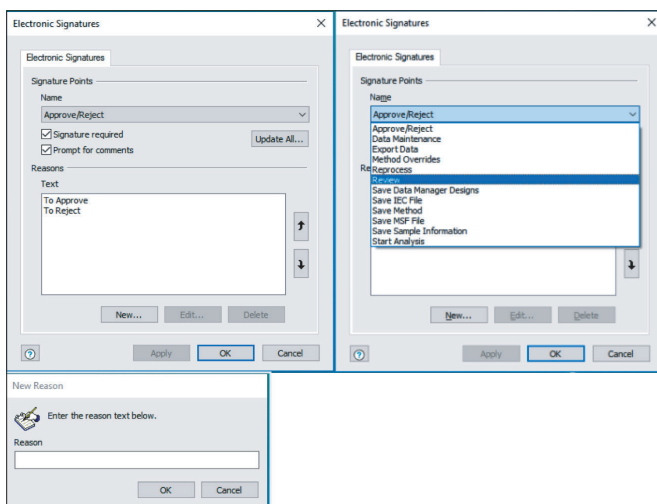 Electronic Signatures
Electronic Signatures
Signature Points
Name
Approve/Reject
Signature required
Prompt for comments
Update All...
Reasons
Text
To Approve
To Reject
New...
Edit...
Delete
Apply
OK
Cancel
Electronic Signatures
Electronic Signatures
Signature Points
Name
Approve/Reject
Approve/Reject
Data Maintenance
Export Data
Method Overrides
Reprocess
Review
Save Data Manager Designs
Save IEC File
Save Method
Save MSF File
Save Sample Information
Start Analysis
Re
New...
Edit...
Delete
Apply
OK
Cancel
New Reason
Enter the reason text below.
Reason
OK
Cancel